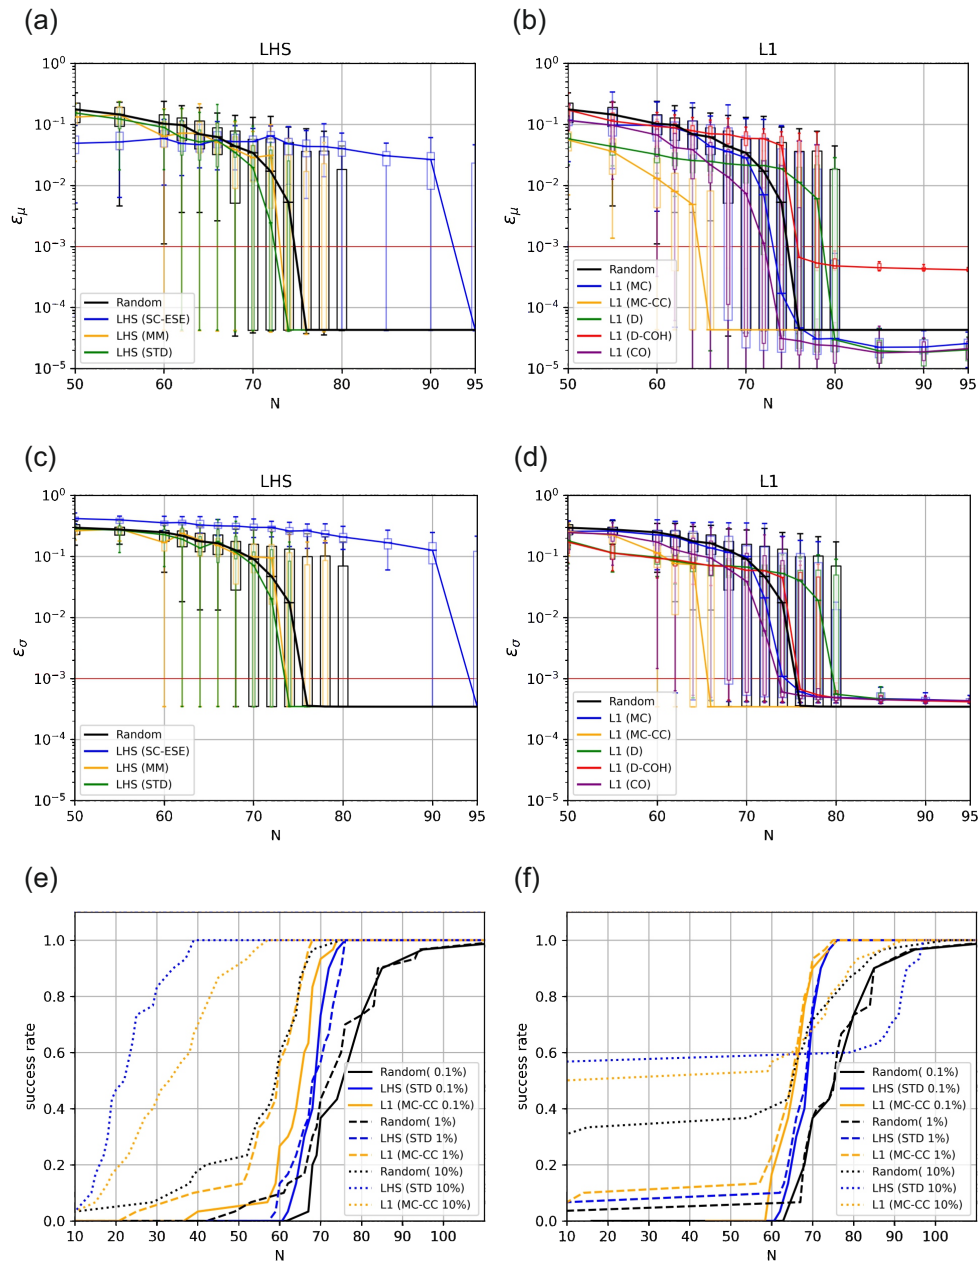 (a)
LHS
10⁰
10⁻¹
10⁻²
10⁻³
10⁻⁴
10⁻⁵
ε_μ
Random
LHS (SC-ESE)
LHS (MM)
LHS (STD)
50 60 70 80 90 95
N
(b)
L1
10⁰
10⁻¹
10⁻²
10⁻³
10⁻⁴
10⁻⁵
ε_μ
Random
L1 (MC)
L1 (MC-CC)
L1 (D)
L1 (D-COH)
L1 (CO)
50 60 70 80 90 95
N
(c)
LHS
10⁰
10⁻¹
10⁻²
10⁻³
10⁻⁴
10⁻⁵
ε_σ
Random
LHS (SC-ESE)
LHS (MM)
LHS (STD)
50 60 70 80 90 95
N
(d)
L1
10⁰
10⁻¹
10⁻²
10⁻³
10⁻⁴
10⁻⁵
ε_σ
Random
L1 (MC)
L1 (MC-CC)
L1 (D)
L1 (D-COH)
L1 (CO)
50 60 70 80 90 95
N
(e)
1.0
0.8
0.6
0.4
0.2
0.0
success rate
Random( 0.1%)
LHS (STD 0.1%)
L1 (MC-CC 0.1%)
Random( 1%)
LHS (STD 1%)
L1 (MC-CC 1%)
Random( 10%)
LHS (STD 10%)
L1 (MC-CC 10%)
10 20 30 40 50 60 70 80 90 100
N
(f)
1.0
0.8
0.6
0.4
0.2
0.0
success rate
Random( 0.1%)
LHS (STD 0.1%)
L1 (MC-CC 0.1%)
Random( 1%)
LHS (STD 1%)
L1 (MC-CC 1%)
Random( 10%)
LHS (STD 10%)
L1 (MC-CC 10%)
10 20 30 40 50 60 70 80 90 100
N